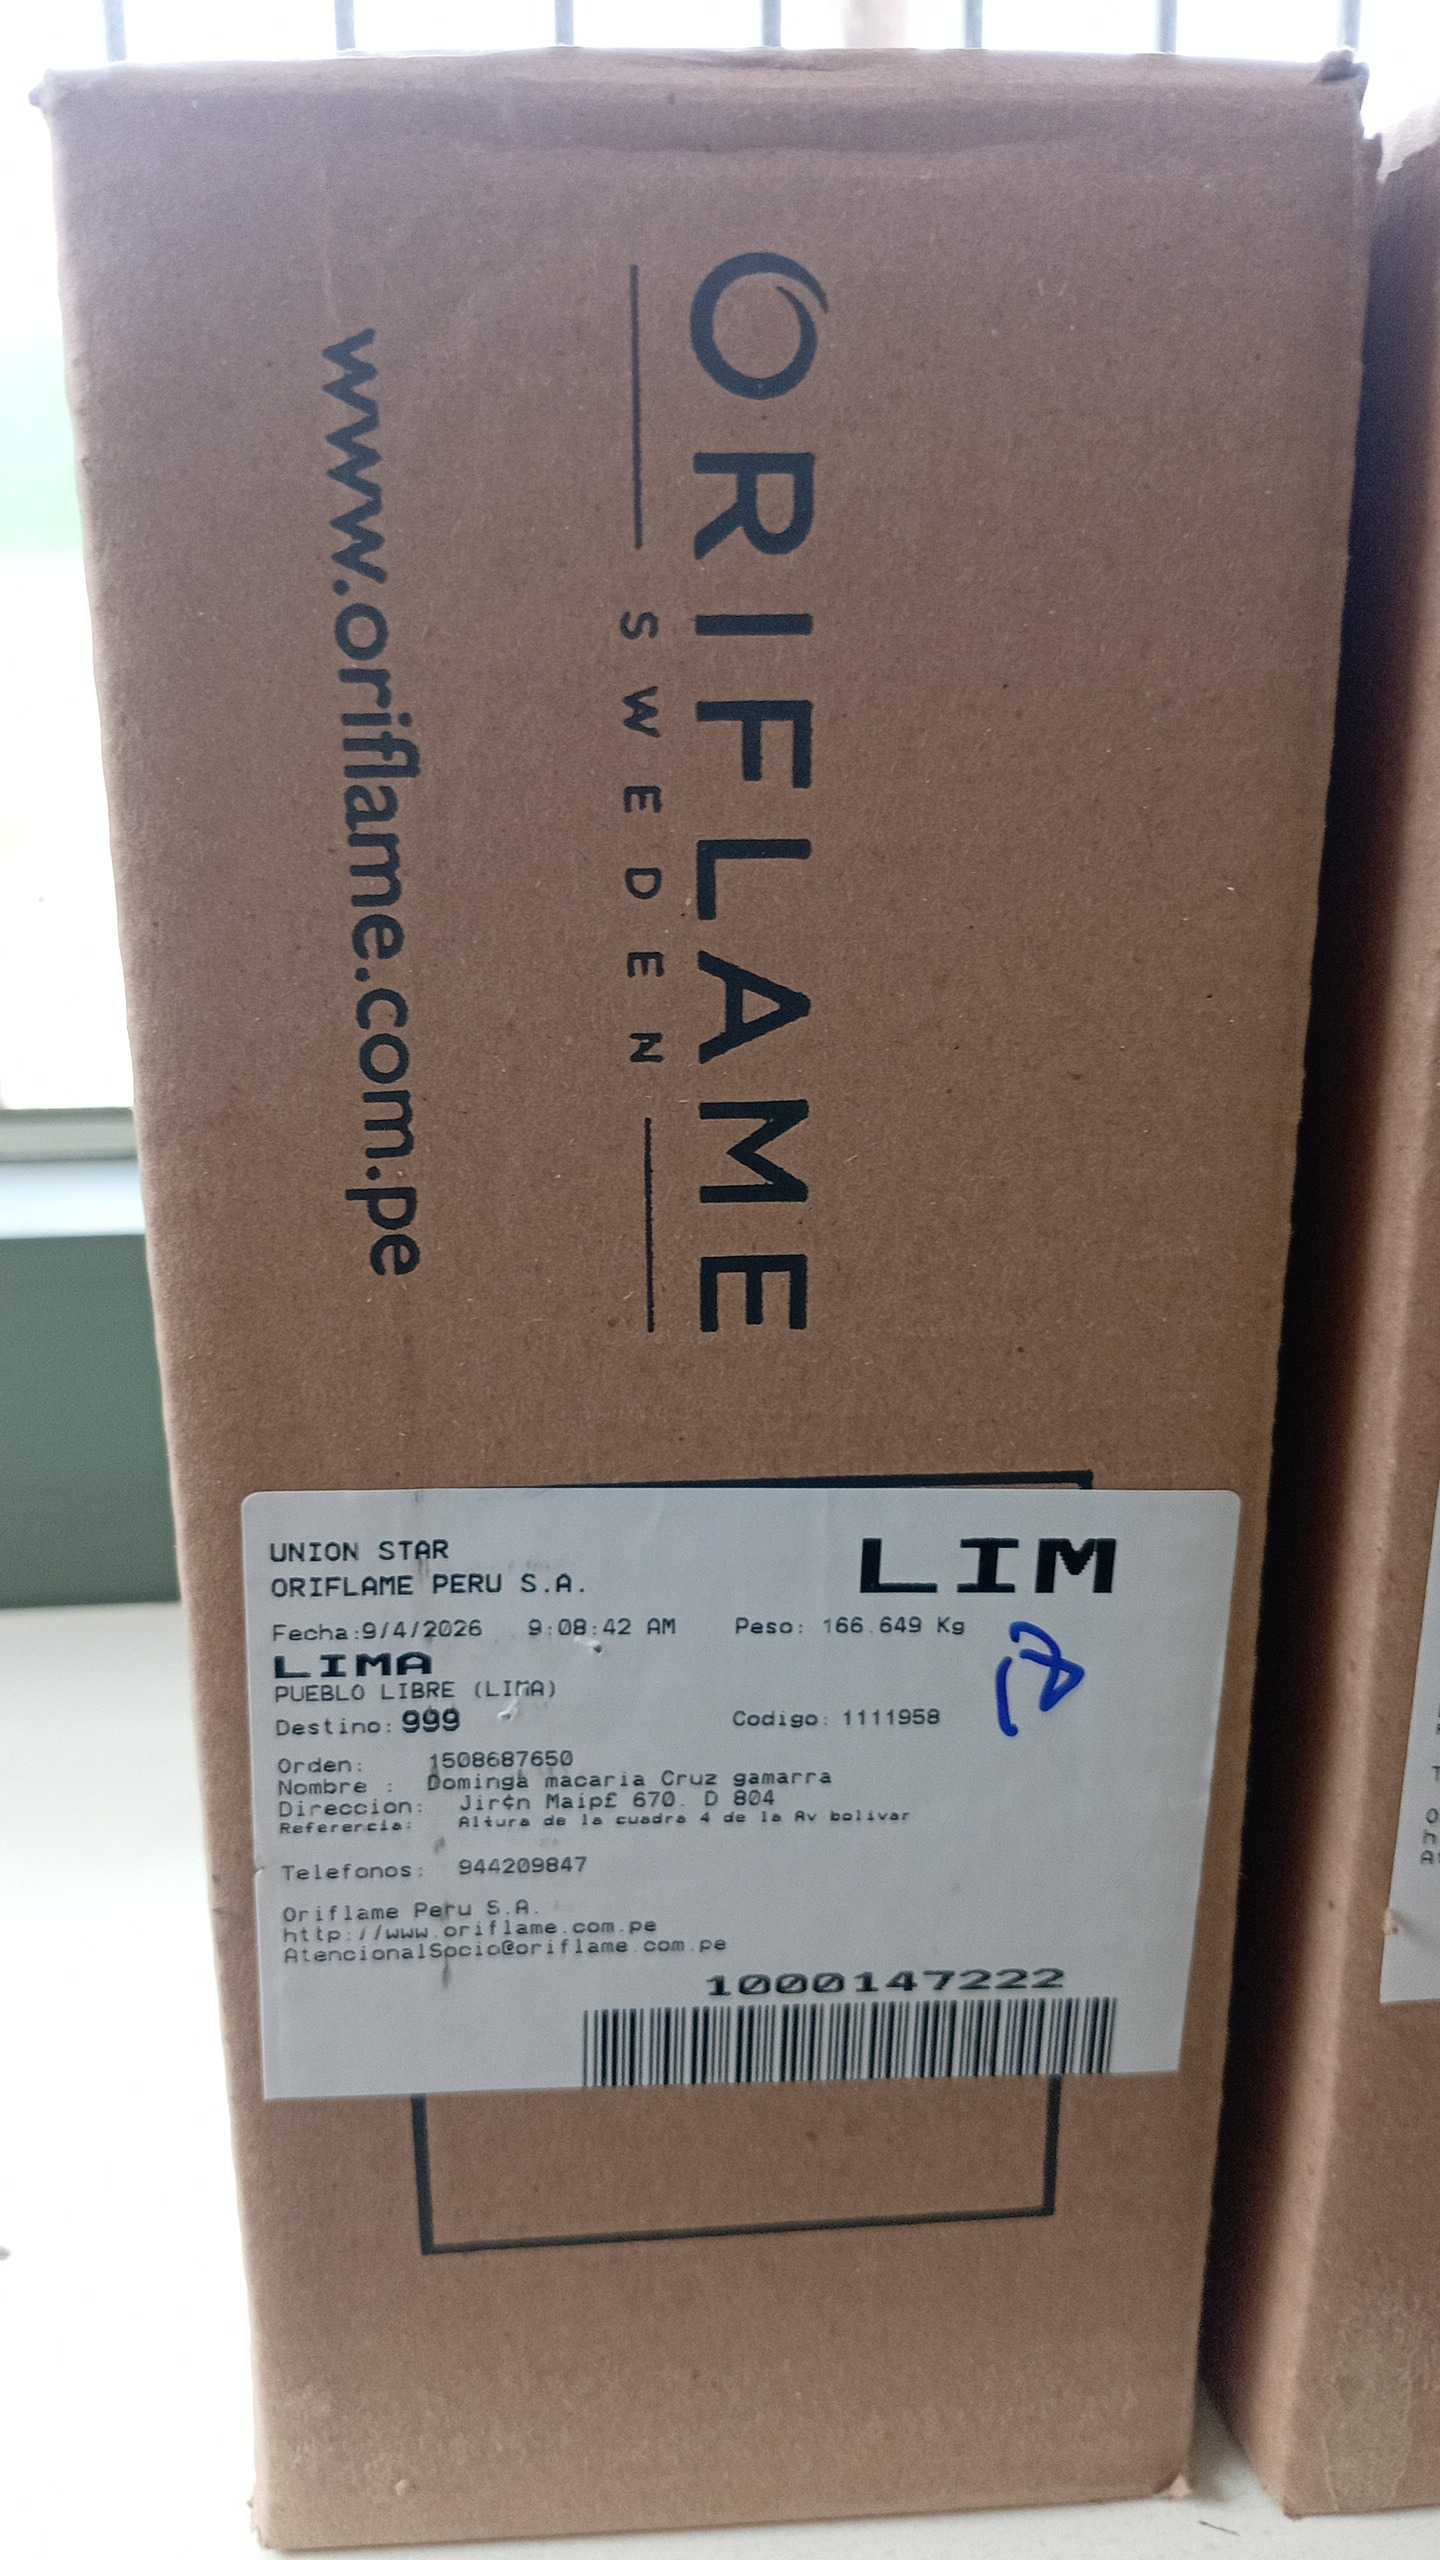 ORIFLAME
SWEDEN
www.oriflame.com.pe
UNION STAR
LIM
ORIFLAME PERU S.A.
Fecha:9/4/2026 9:08:42 AM Peso: 166.649 Kg
LIMA
PUEBLO LIBRE (LIMA)
Destino: 999 Codigo: 1111958
Orden: 1508687650
Nombre : Dominga macaria Cruz gamarra
Direccion: Jir¢n Maip£ 670. D 804
Referercia: Altura de la cuadra 4 de la Av bolivar
Telefonos: 944209847
Oriflame Peru S.A.
http://www.oriflame.com.pe
AtencionalSocio@oriflame.com.pe
1000147222